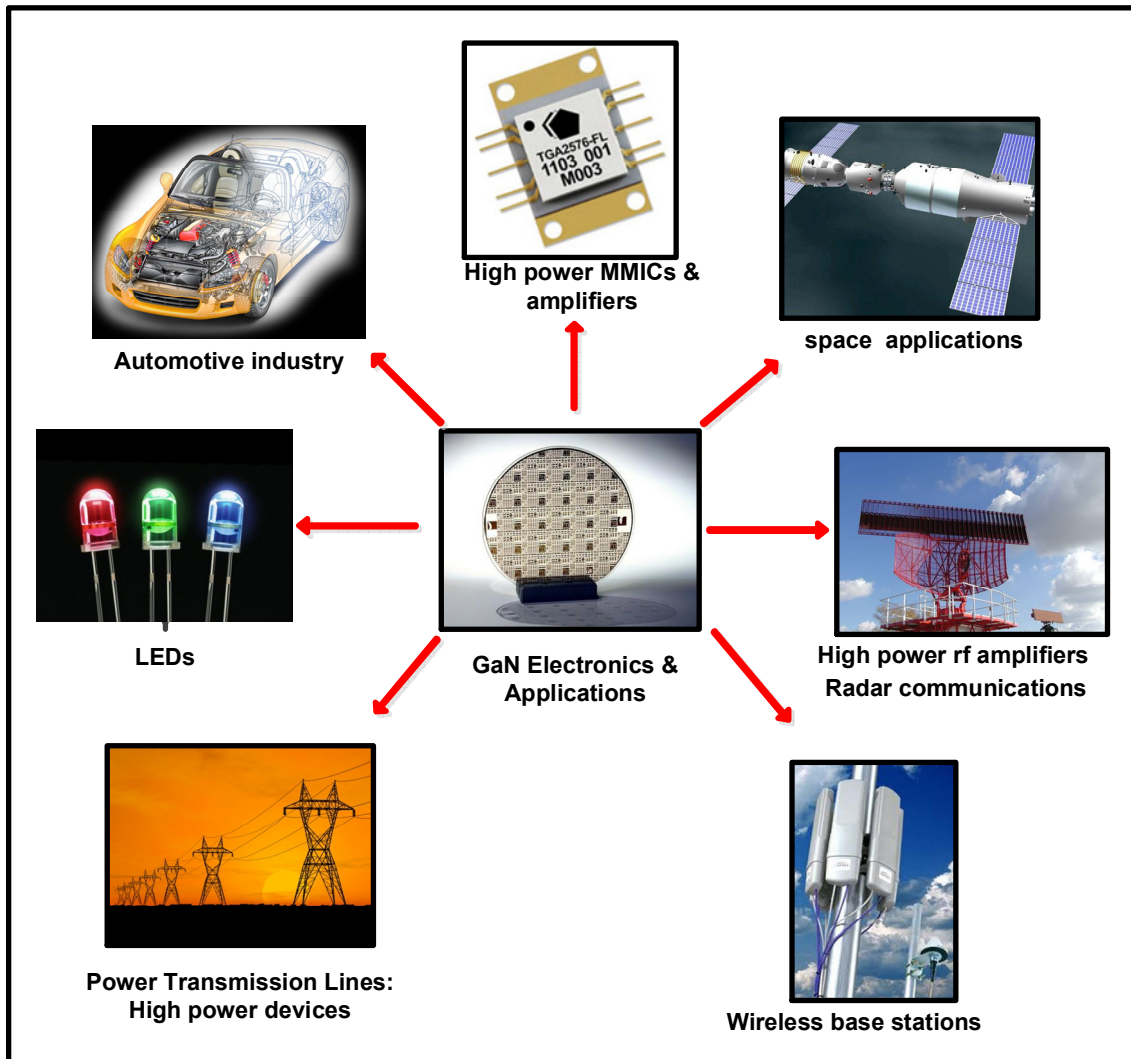 TGA2576-FL
1103 001
M003
High power MMICs &
amplifiers
Automotive industry
space applications
LEDs
GaN Electronics &
Applications
High power rf amplifiers
Radar communications
Power Transmission Lines:
High power devices
Wireless base stations